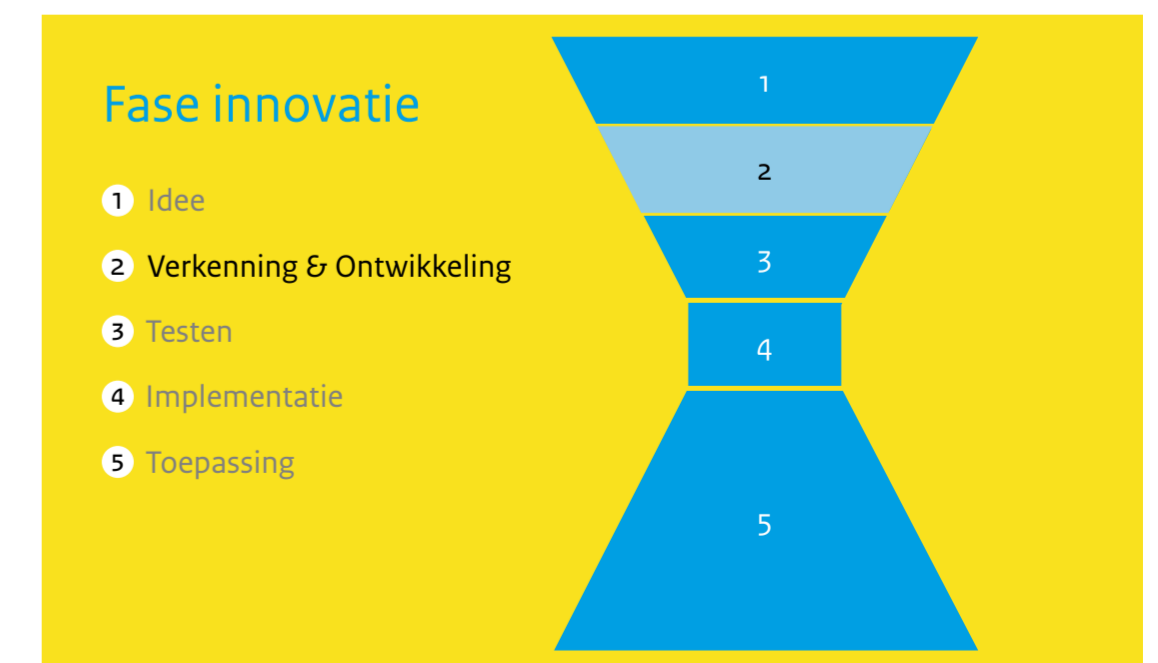 Fase innovatie
1 Idee
2 Verkenning & Ontwikkeling
3 Testen
4 Implementatie
5 Toepassing
1
2
3
4
5